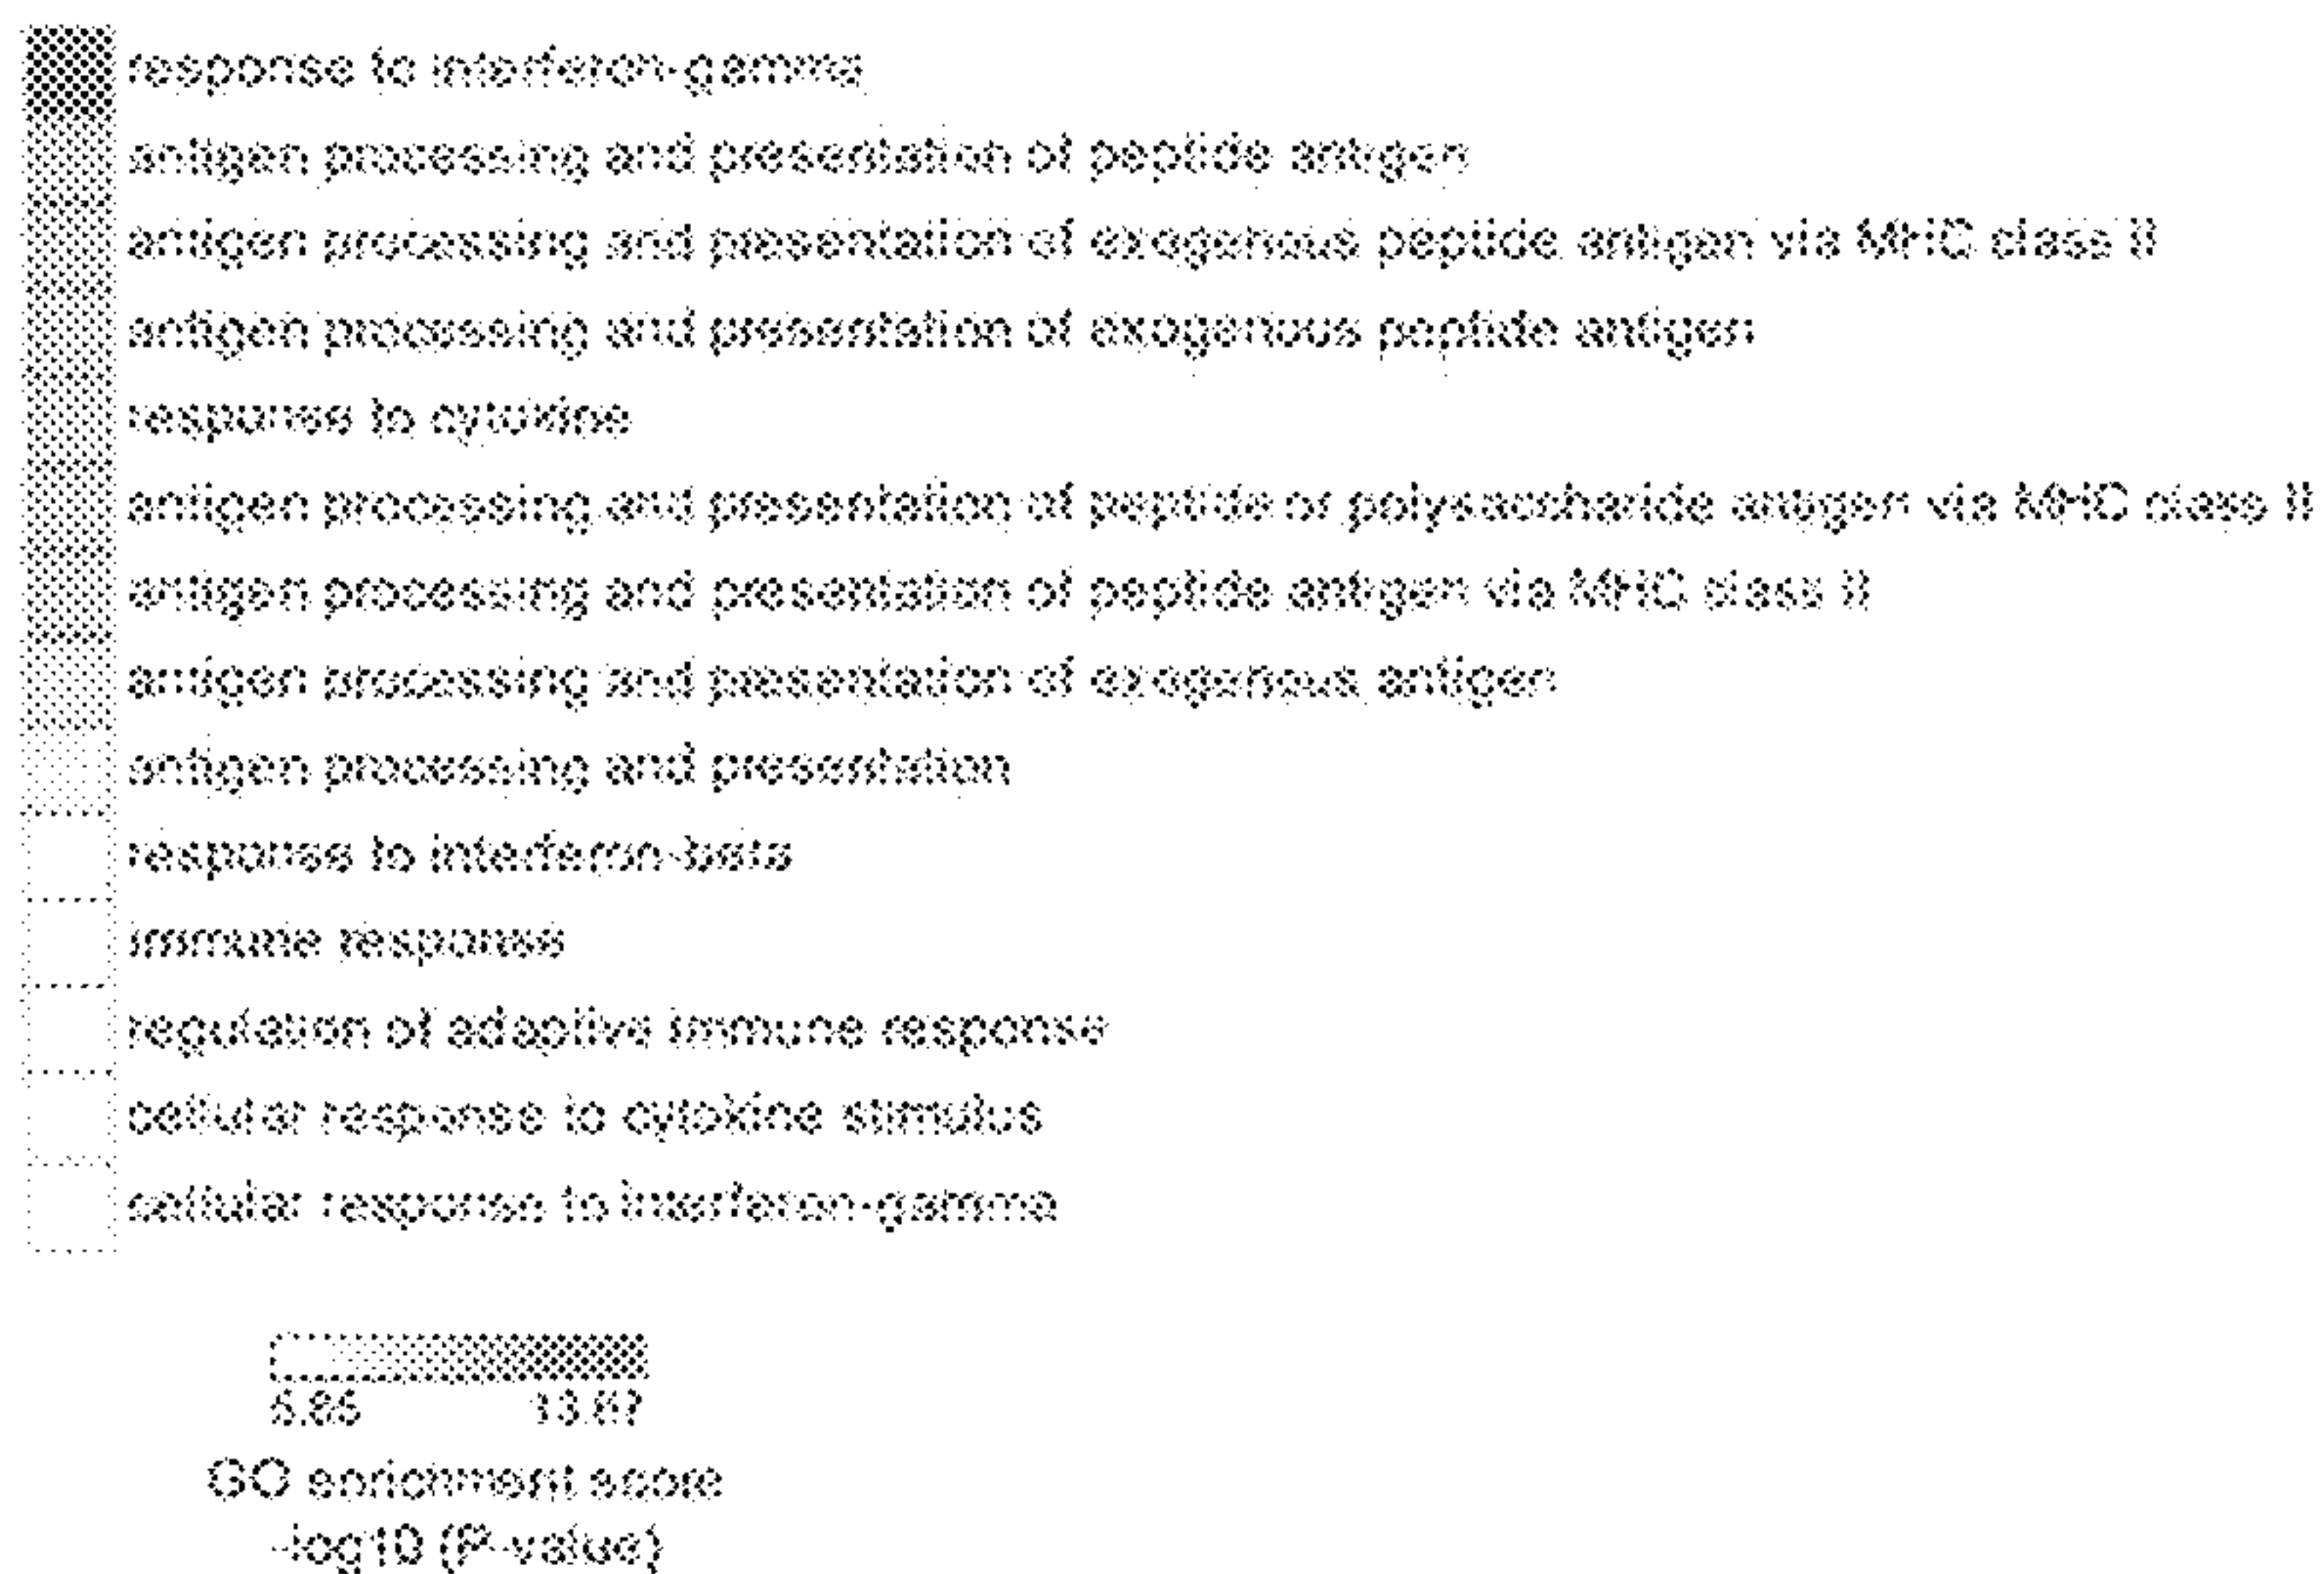 response to interferon-gamma
antigen processing and presentation of peptide antigen
antigen processing and presentation of exogenous peptide antigen via MHC class II
antigen processing and presentation of exogenous peptide antigen
response to cytokine
antigen processing and presentation of peptide or polysaccharide antigen via MHC class II
antigen processing and presentation of peptide antigen via MHC class II
antigen processing and presentation of exogenous antigen
antigen processing and presentation
response to interferon-beta
immune response
regulation of adaptive immune response
cellular response to cytokine stimulus
cellular response to interferon-gamma
GO enrichment score
-log10 (P-value)